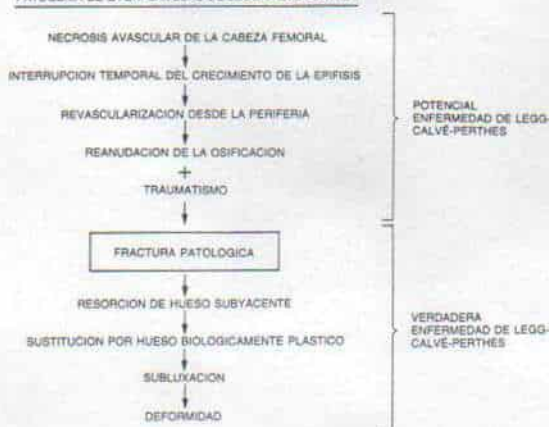 NECROSIS AVASCULAR DE LA CABEZA FEMORAL
INTERRUPCION TEMPORAL DEL CRECIMIENTO DE LA EPIFISIS
REVASCULARIZACION DESDE LA PERIFERIA
REANUDACION DE LA OSIFICACION
+
TRAUMATISMO
POTENCIAL
ENFERMEDAD DE LEGG-
CALVÉ-PERTHES
FRACTURA PATOLOGICA
RESORCION DE HUESO SUBYACENTE
SUSTITUCION POR HUESO BIOLOGICAMENTE PLASTICO
SUBLUXACION
DEFORMIDAD
VERDADERA
ENFERMEDAD DE LEGG-
CALVÉ-PERTHES